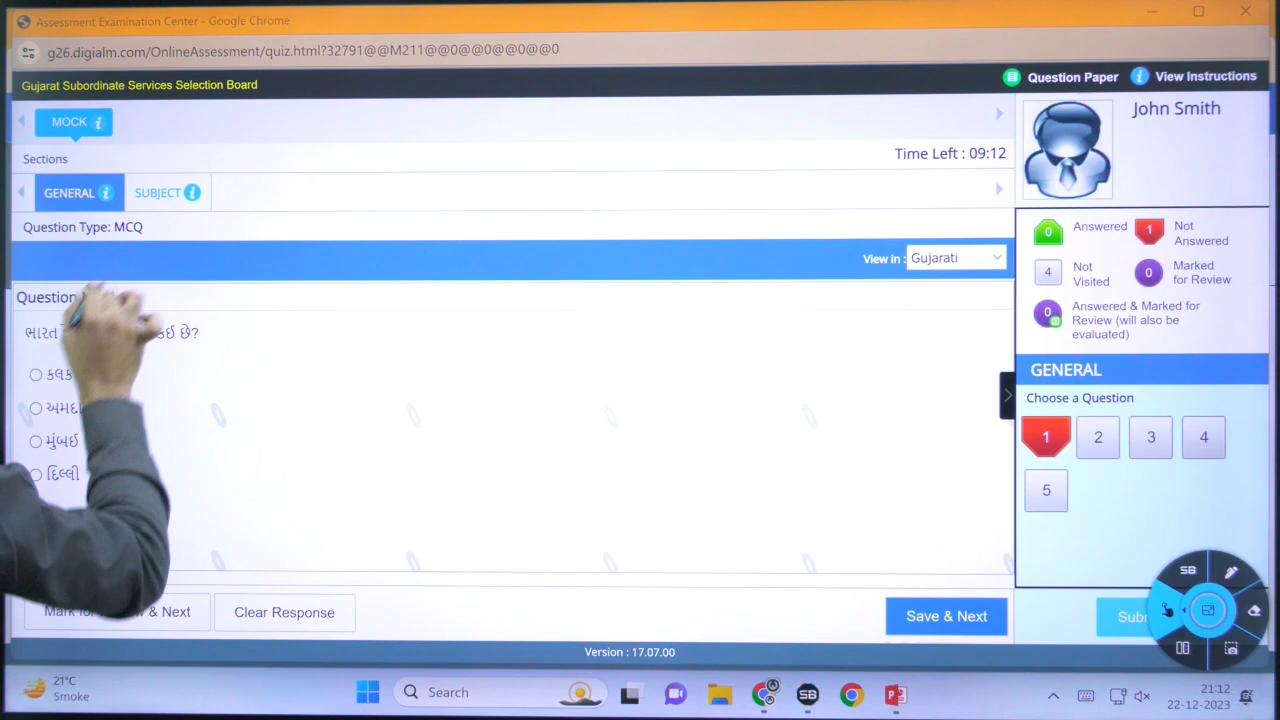 Assessment Examination Center - Google Chrome
g26.digialm.com/OnlineAssessment/quiz.html?32791@@M211@@0@@0@@0@@0
Gujarat Subordinate Services Selection Board
Question Paper
View Instructions
MOCK
John Smith
Sections
Time Left : 09:12
GENERAL
SUBJECT
Question Type: MCQ
View in : Gujarati
0 Answered
1 Not Answered
4 Not Visited
0 Marked for Review
0 Answered & Marked for Review (will also be evaluated)
Question
ભારત
છે?
મુંબઈ
દિલ્લી
GENERAL
Choose a Question
1 2 3 4
5
Clear Response
& Next
Save & Next
Version : 17.07.00
SB
21°C
Smoke
Search
SB
21:12
22-12-2023